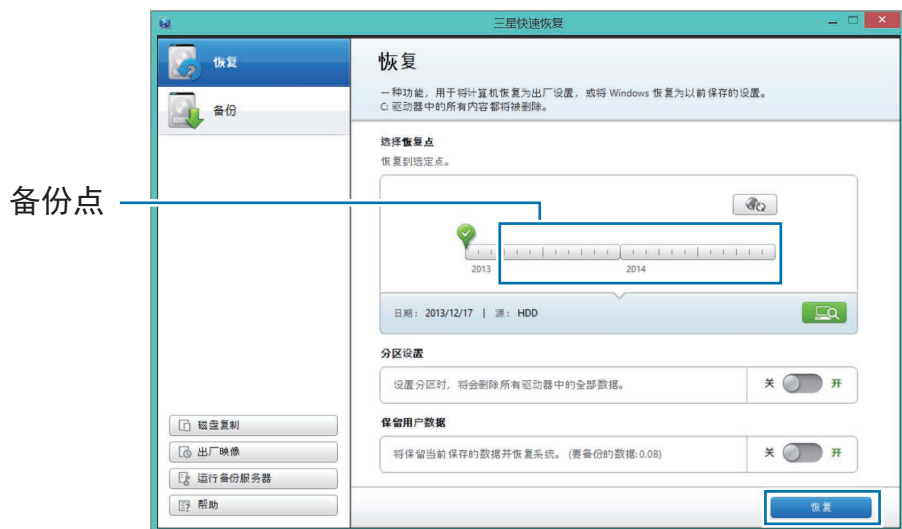 三星快速恢复
恢复
备份
恢复
一种功能，用于将计算机恢复为出厂设置，或将 Windows 恢复为以前保存的设置。
C: 驱动器中的所有内容都将被删除。
选择恢复点
恢复到选定点。
备份点
2013
2014
日期： 2013/12/17 | 源： HDD
分区设置
设置分区时，将会删除所有驱动器中的全部数据。
关 开
保留用户数据
将保留当前保存的数据并恢复系统。 (要备份的数据:0.0B)
关 开
磁盘复制
出厂映像
运行备份服务器
帮助
恢复